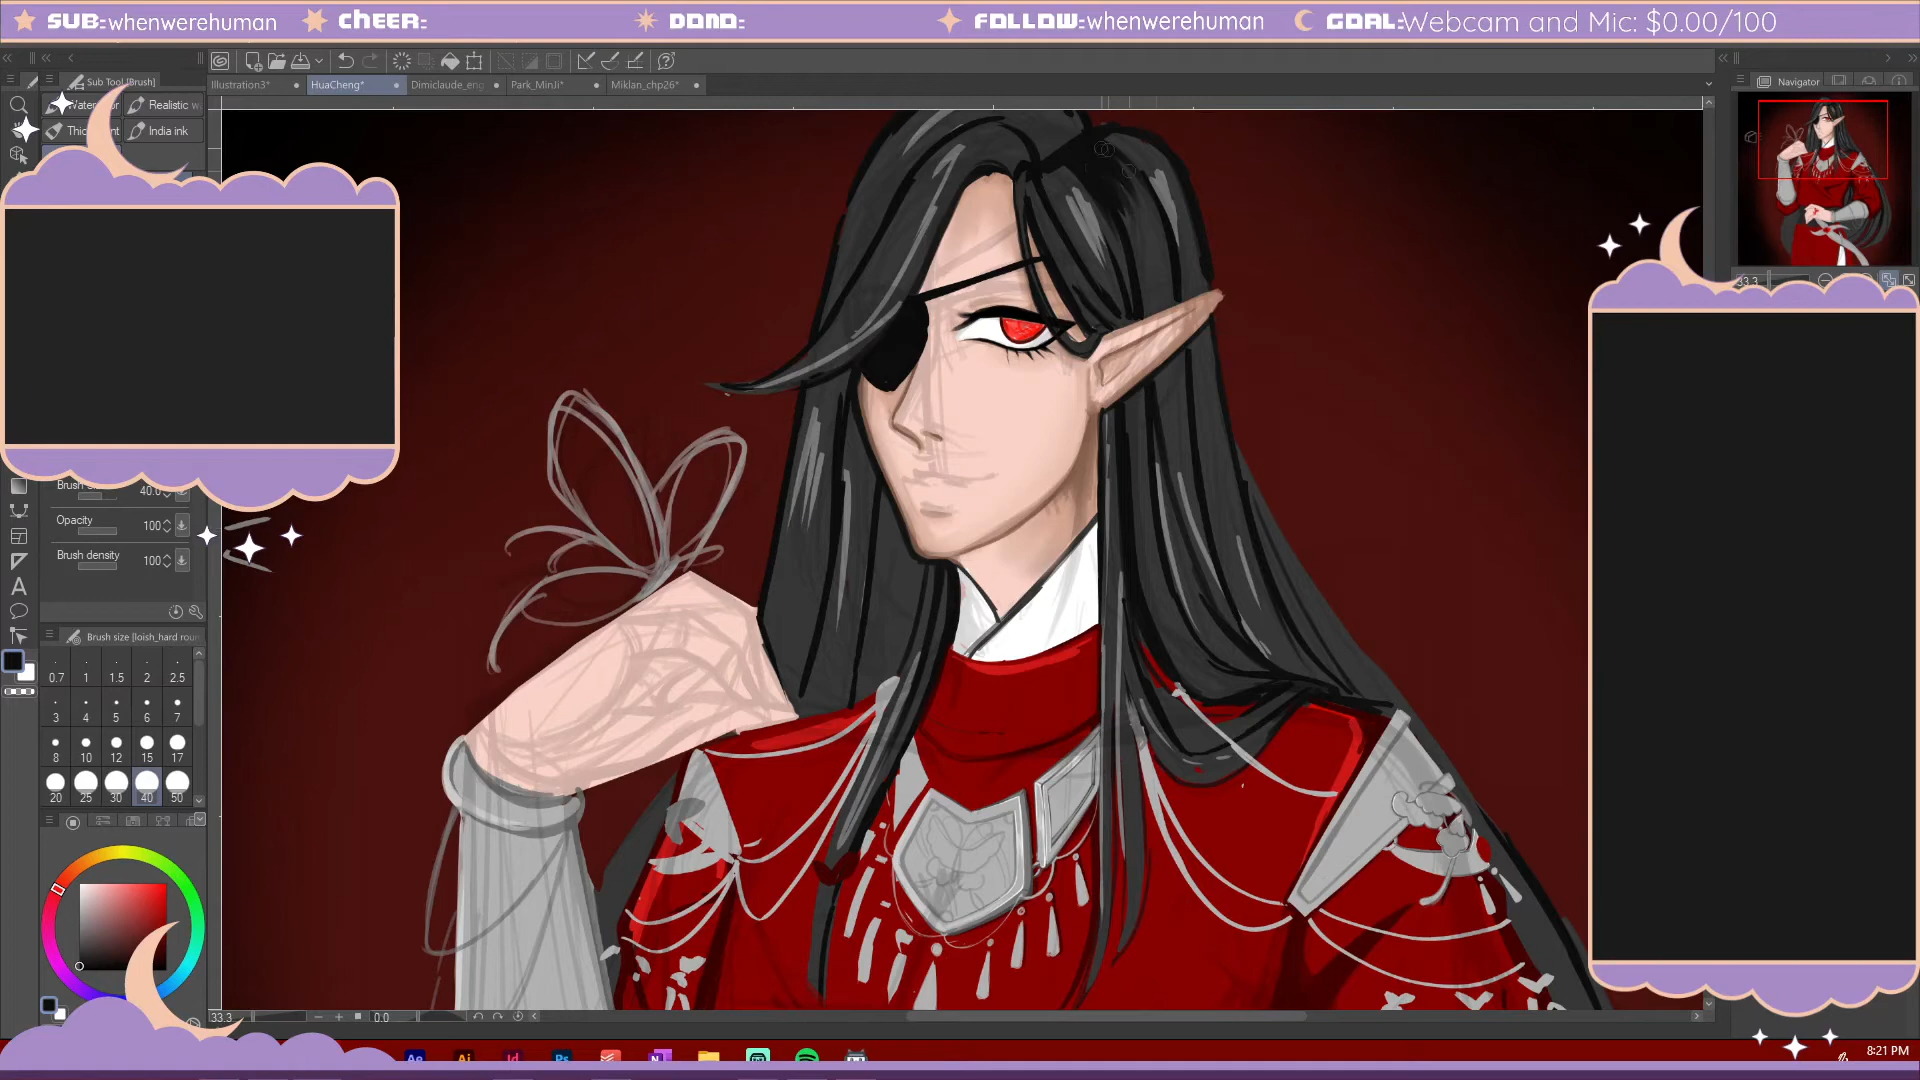 SUB:whenwerehuman
CHEER:
DONO:
FOLLOW:whenwerehuman
GOAL:Webcam and Mic: $0.00/100
Illustration3*
HuaCheng*
Dimiclaude_eng
Park_MinJi*
Miklan_chp26*
Sub Tool[Brush]
Navigator
Realistic w
India ink
33.3
40.0
Opacity
100
Brush density
100
Brush size [loish_hard roun
0.7 1 1.5 2 2.5
3 4 5 6 7
8 10 12 15 17
20 25 30 40 50
33.3
0.0
8:21 PM